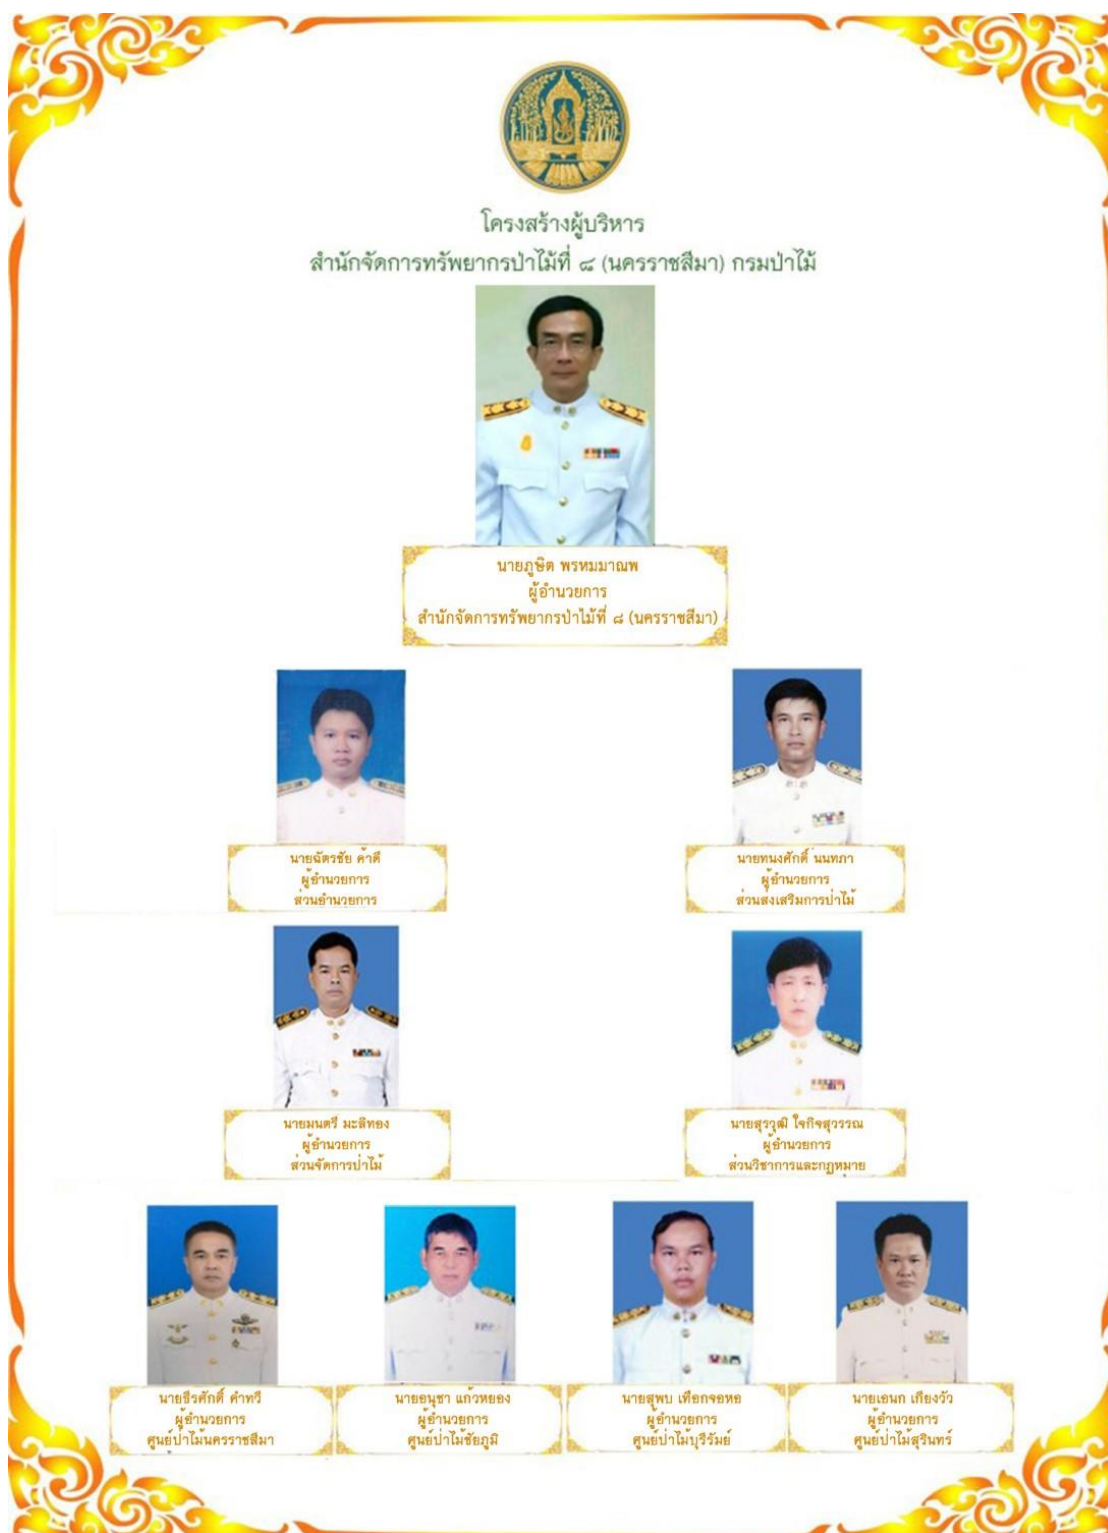 โครงสร้างผู้บริหาร
สำนักจัดการทรัพยากรป่าไม้ที่ ๘ (นครราชสีมา) กรมป่าไม้
นายภูษิต พรหมมาณพ
ผู้อำนวยการ
สำนักจัดการทรัพยากรป่าไม้ที่ ๘ (นครราชสีมา)
นายฉัตรชัย ค้าดี
ผู้อำนวยการ
ส่วนอำนวยการ
นายทนงศักดิ์ นนทภา
ผู้อำนวยการ
ส่วนส่งเสริมการป่าไม้
นายมนตรี มะลิทอง
ผู้อำนวยการ
ส่วนจัดการป่าไม้
นายสุรวุฒิ ใจกิจสุวรรณ
ผู้อำนวยการ
ส่วนวิชาการและกฎหมาย
นายธีรศักดิ์ คำทวี
ผู้อำนวยการ
ศูนย์ป่าไม้นครราชสีมา
นายอนุชา แก้วหยอง
ผู้อำนวยการ
ศูนย์ป่าไม้ชัยภูมิ
นายสุพบ เทือกจอหอ
ผู้อำนวยการ
ศูนย์ป่าไม้บุรีรัมย์
นายเอนก เกียงวัว
ผู้อำนวยการ
ศูนย์ป่าไม้สุรินทร์